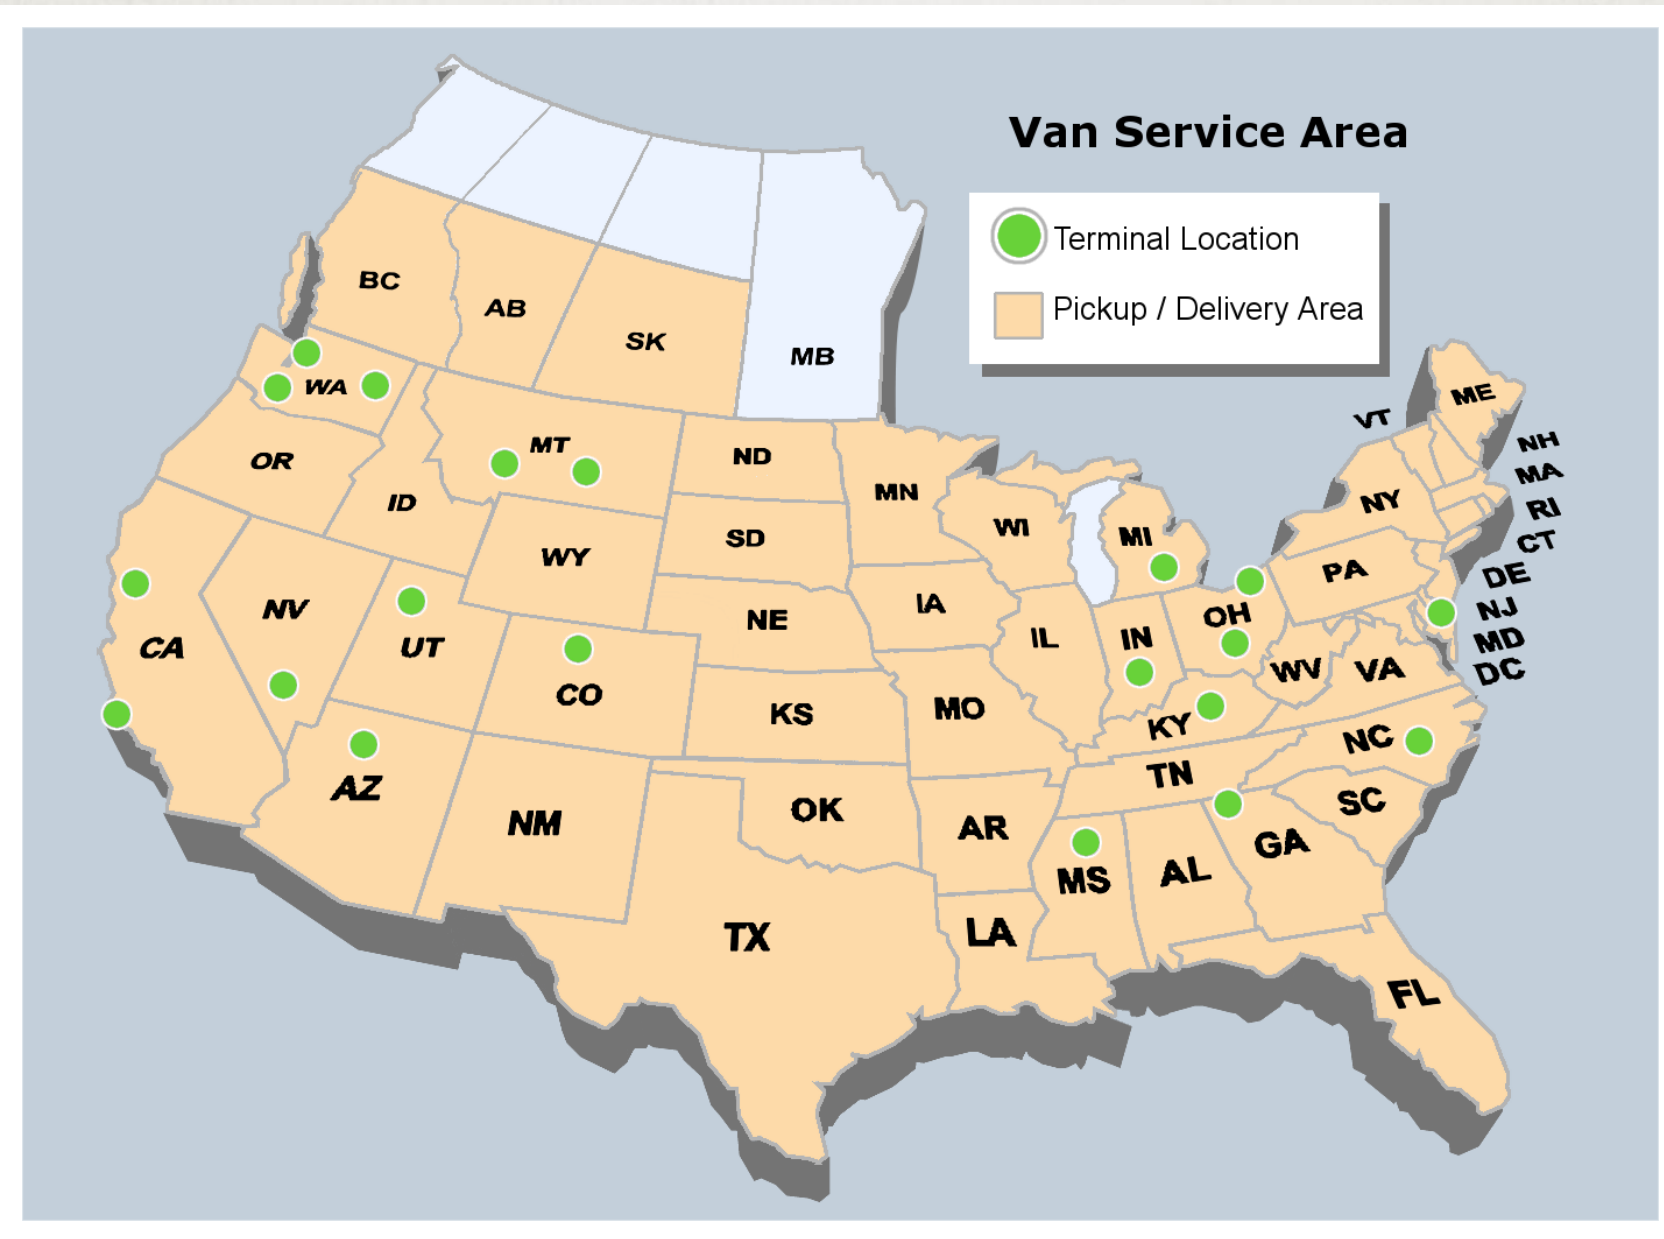 Van Service Area
Terminal Location
Pickup / Delivery Area
BC
AB
SK
MB
WA
OR
ID
MT
ND
MN
WI
MI
NY
VT
ME
NH
MA
RI
CT
DE
NJ
MD
DC
WY
SD
IA
NE
IL
IN
OH
PA
CA
NV
UT
CO
KS
MO
KY
WV
VA
NC
AZ
NM
OK
AR
TN
SC
TX
LA
MS
AL
GA
FL